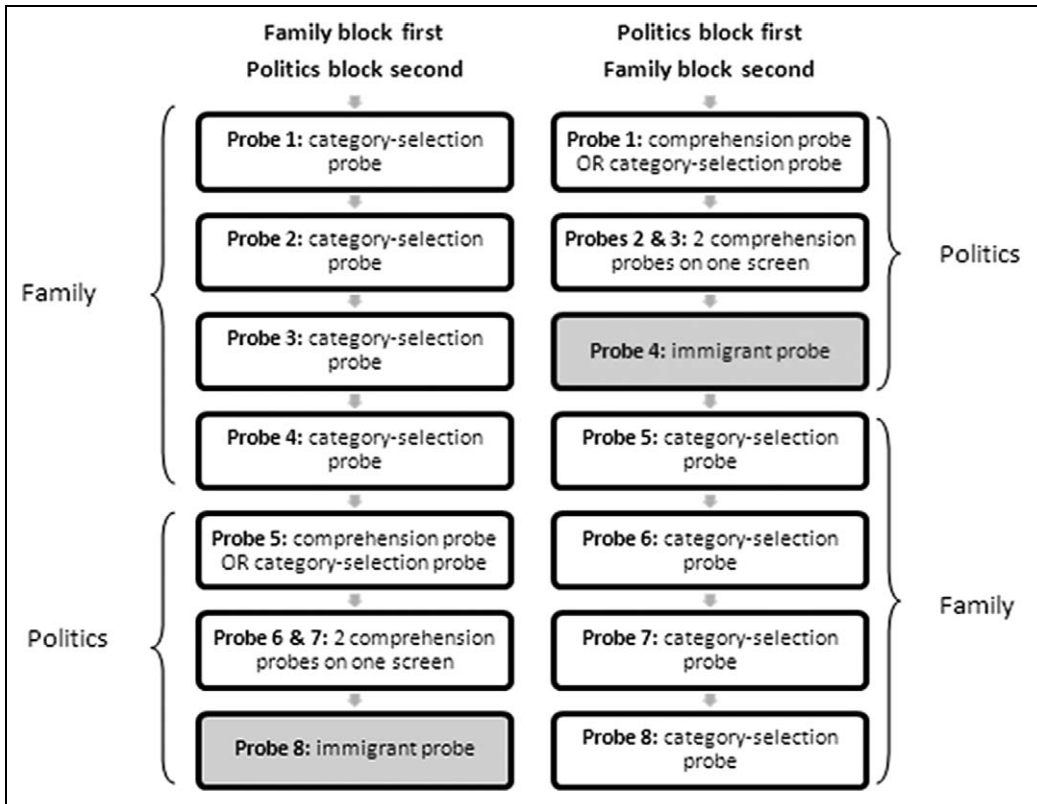 Family block first
Politics block second
Family
Probe 1: category-selection
probe
Probe 2: category-selection
probe
Probe 3: category-selection
probe
Probe 4: category-selection
probe
Politics
Probe 5: comprehension probe
OR category-selection probe
Probe 6 & 7: 2 comprehension
probes on one screen
Probe 8: immigrant probe
Politics block first
Family block second
Probe 1: comprehension probe
OR category-selection probe
Probes 2 & 3: 2 comprehension
probes on one screen
Probe 4: immigrant probe
Politics
Probe 5: category-selection
probe
Probe 6: category-selection
probe
Probe 7: category-selection
probe
Probe 8: category-selection
probe
Family